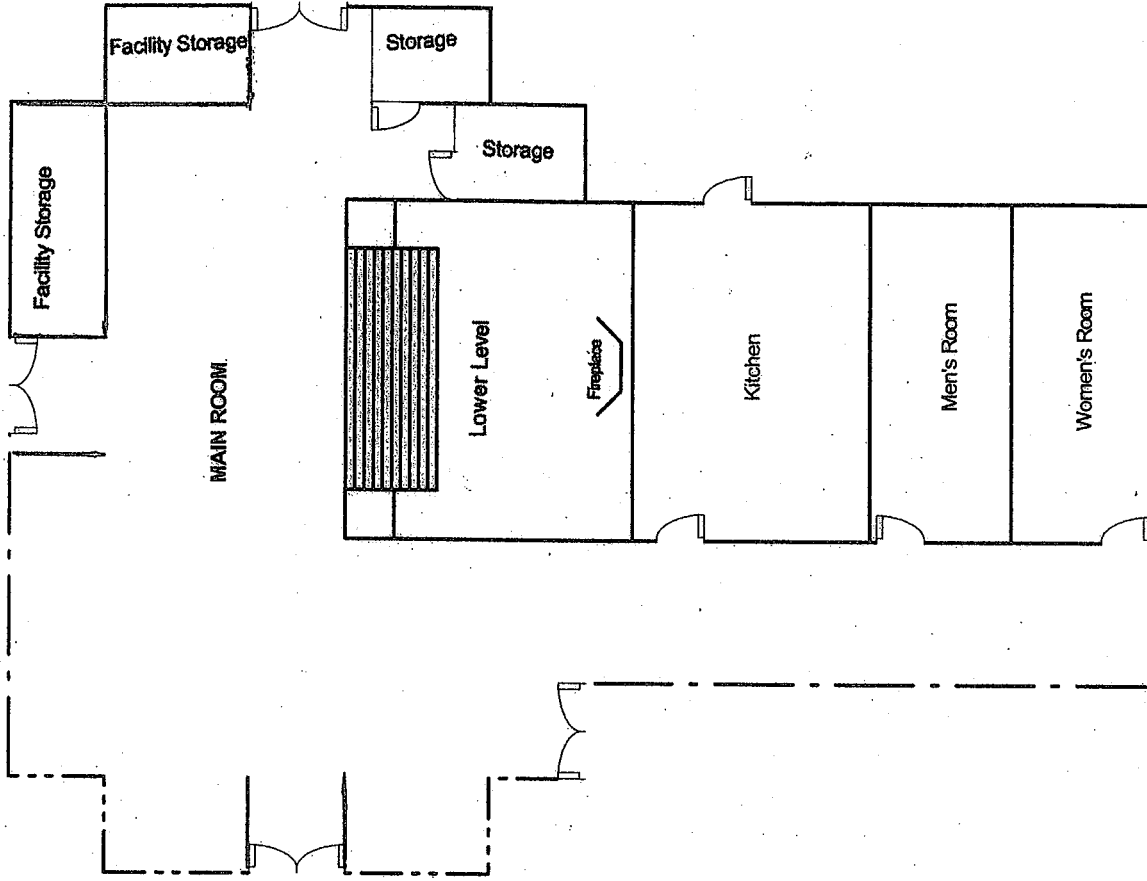 Facility Storage
Storage
Storage
Facility Storage
MAIN ROOM
Lower Level
Fireplace
Kitchen
Men's Room
Women's Room